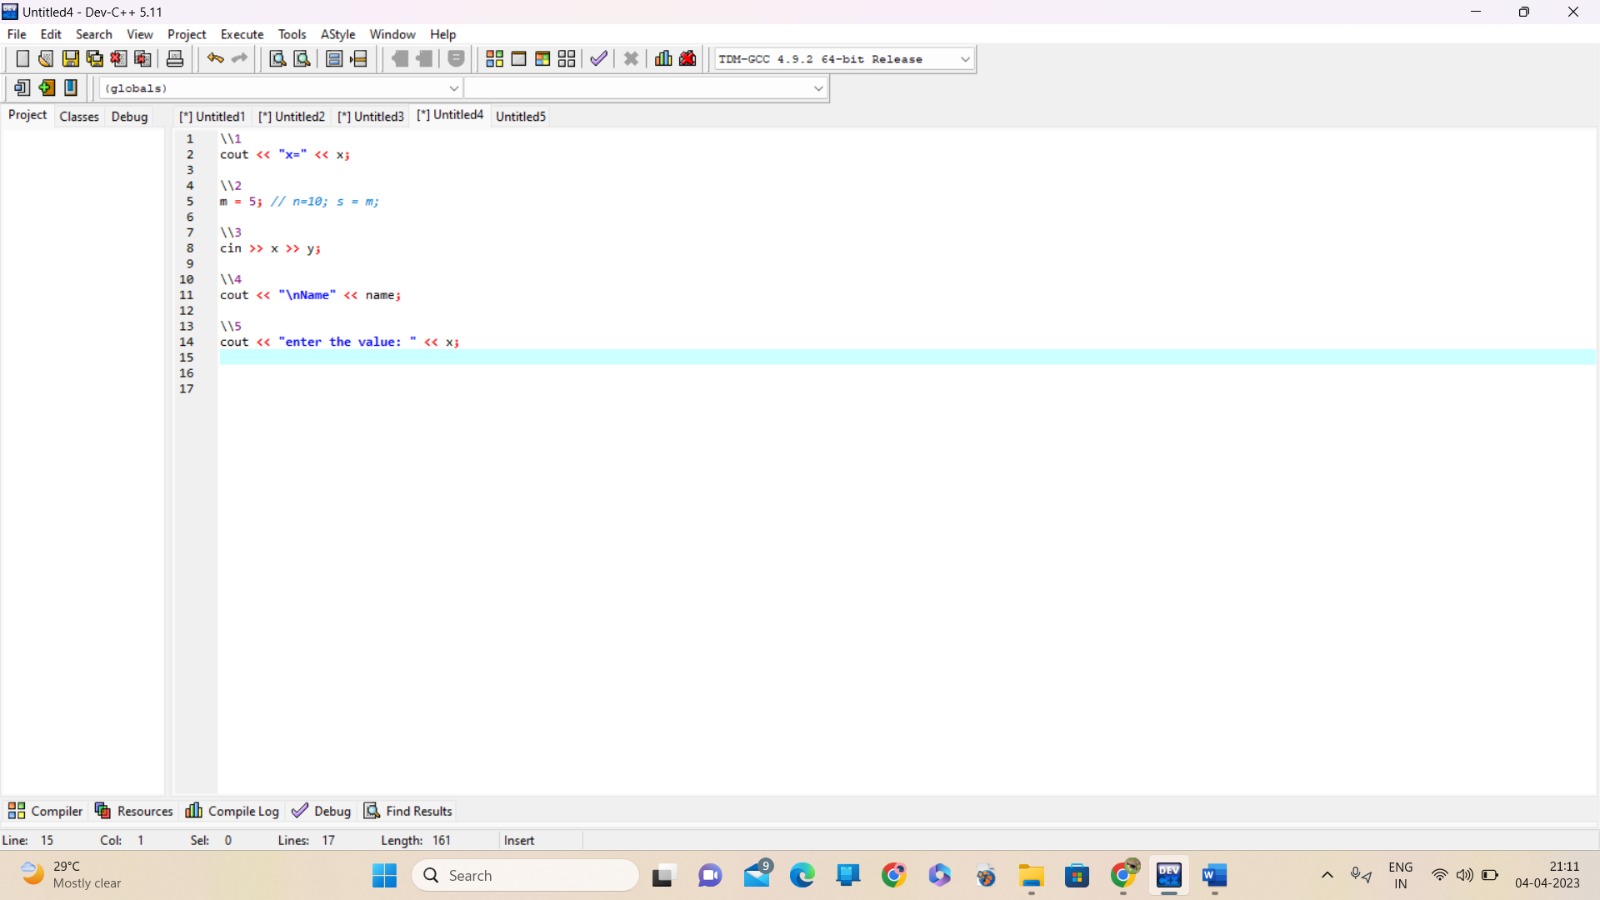 Untitled4 - Dev-C++ 5.11
File Edit Search View Project Execute Tools AStyle Window Help
TDM-GCC 4.9.2 64-bit Release
(globals)
Project Classes Debug [*] Untitled1 [*] Untitled2 [*] Untitled3 [*] Untitled4 Untitled5
1 \\1
2 cout << "x=" << x;
3
4 \\2
5 m = 5; // n=10; s = m;
6
7 \\3
8 cin >> x >> y;
9
10 \\4
11 cout << "\nName" << name;
12
13 \\5
14 cout << "enter the value: " << x;
15
16
17
Compiler Resources Compile Log Debug Find Results
Line: 15 Col: 1 Sel: 0 Lines: 17 Length: 161 Insert
29°C
Mostly clear
Search
9
DEV
W
ENG
IN
21:11
04-04-2023